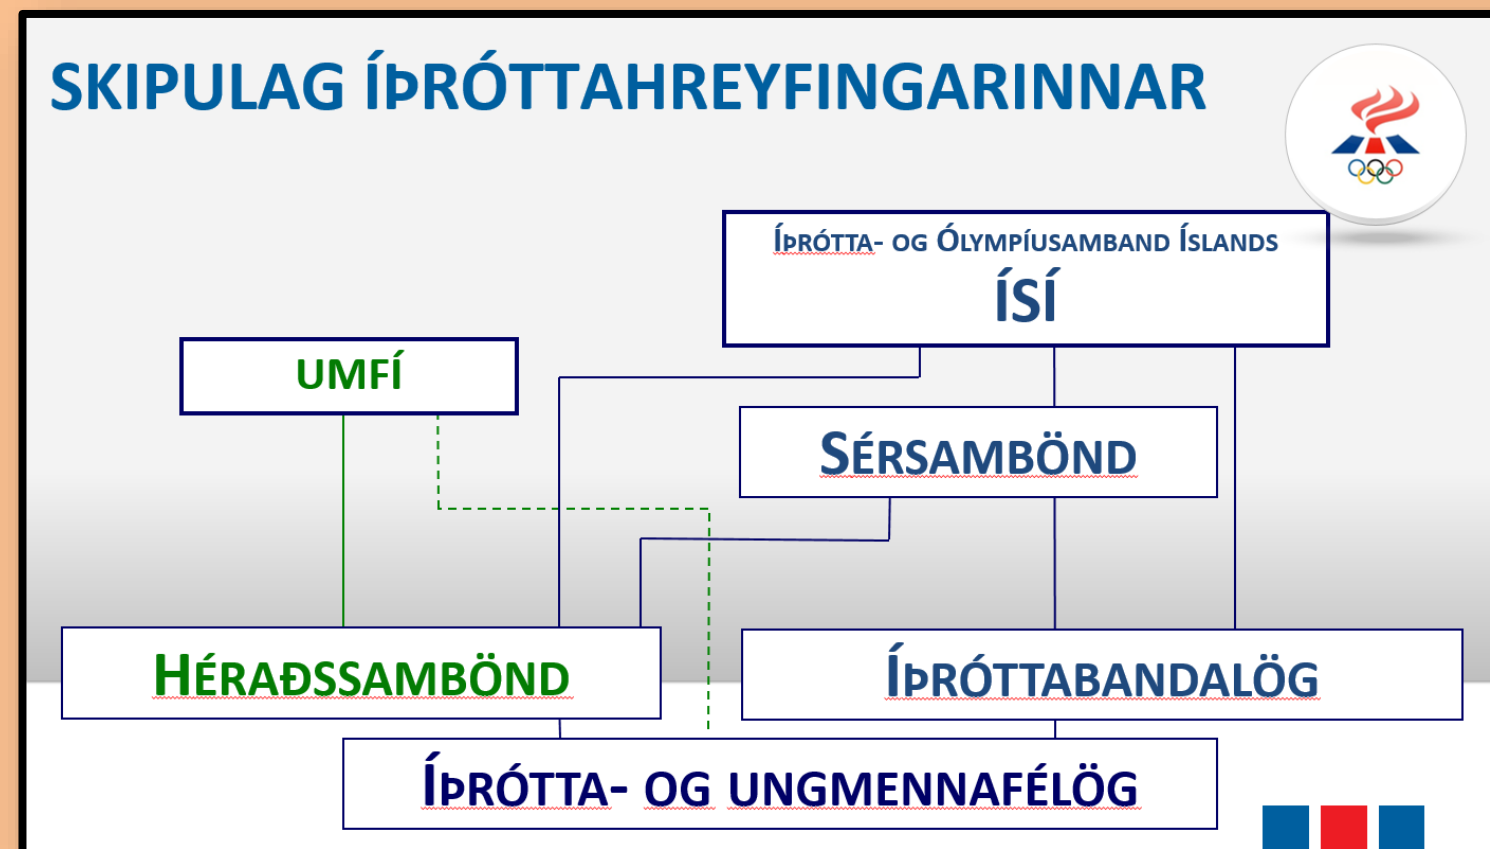 SKIPULAG ÍÞRÓTTAHREYFINGARINNAR
ÍÞRÓTTA- OG ÓLYMPÍUSAMBAND ÍSLANDS
ÍSÍ
UMFÍ
SÉRSAMBÖND
HÉRAÐSSAMBÖND
ÍÞRÓTTABANDALÖG
ÍÞRÓTTA- OG UNGMENNAFÉLÖG